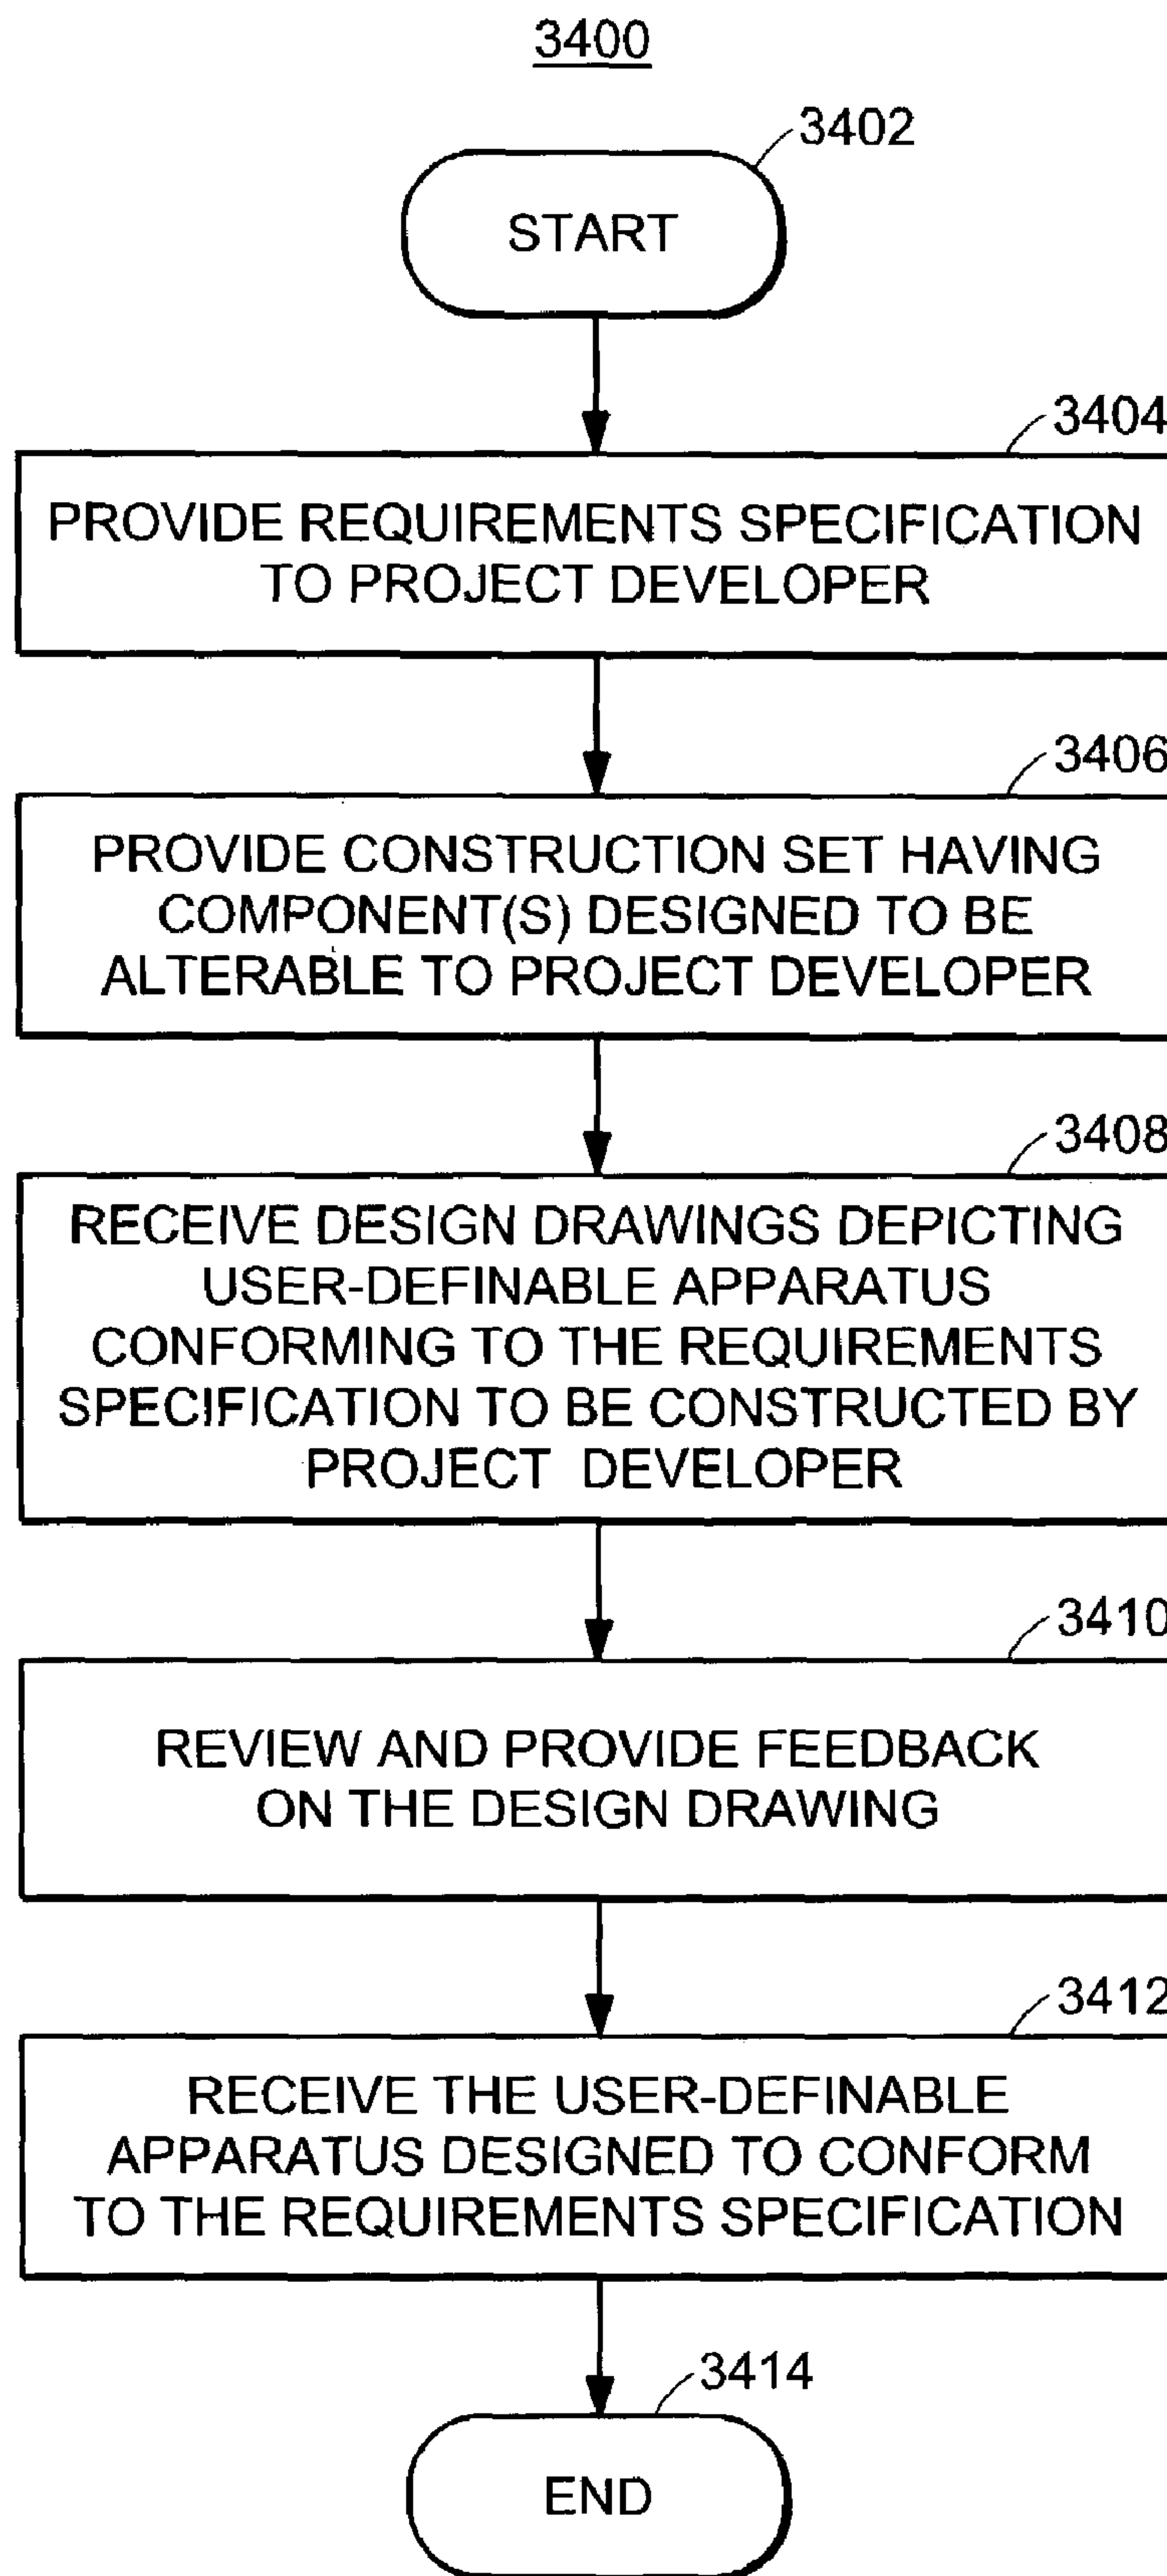 3400
3402
START
3404
PROVIDE REQUIREMENTS SPECIFICATION
TO PROJECT DEVELOPER
3406
PROVIDE CONSTRUCTION SET HAVING
COMPONENT(S) DESIGNED TO BE
ALTERABLE TO PROJECT DEVELOPER
3408
RECEIVE DESIGN DRAWINGS DEPICTING
USER-DEFINABLE APPARATUS
CONFORMING TO THE REQUIREMENTS
SPECIFICATION TO BE CONSTRUCTED BY
PROJECT DEVELOPER
3410
REVIEW AND PROVIDE FEEDBACK
ON THE DESIGN DRAWING
3412
RECEIVE THE USER-DEFINABLE
APPARATUS DESIGNED TO CONFORM
TO THE REQUIREMENTS SPECIFICATION
3414
END